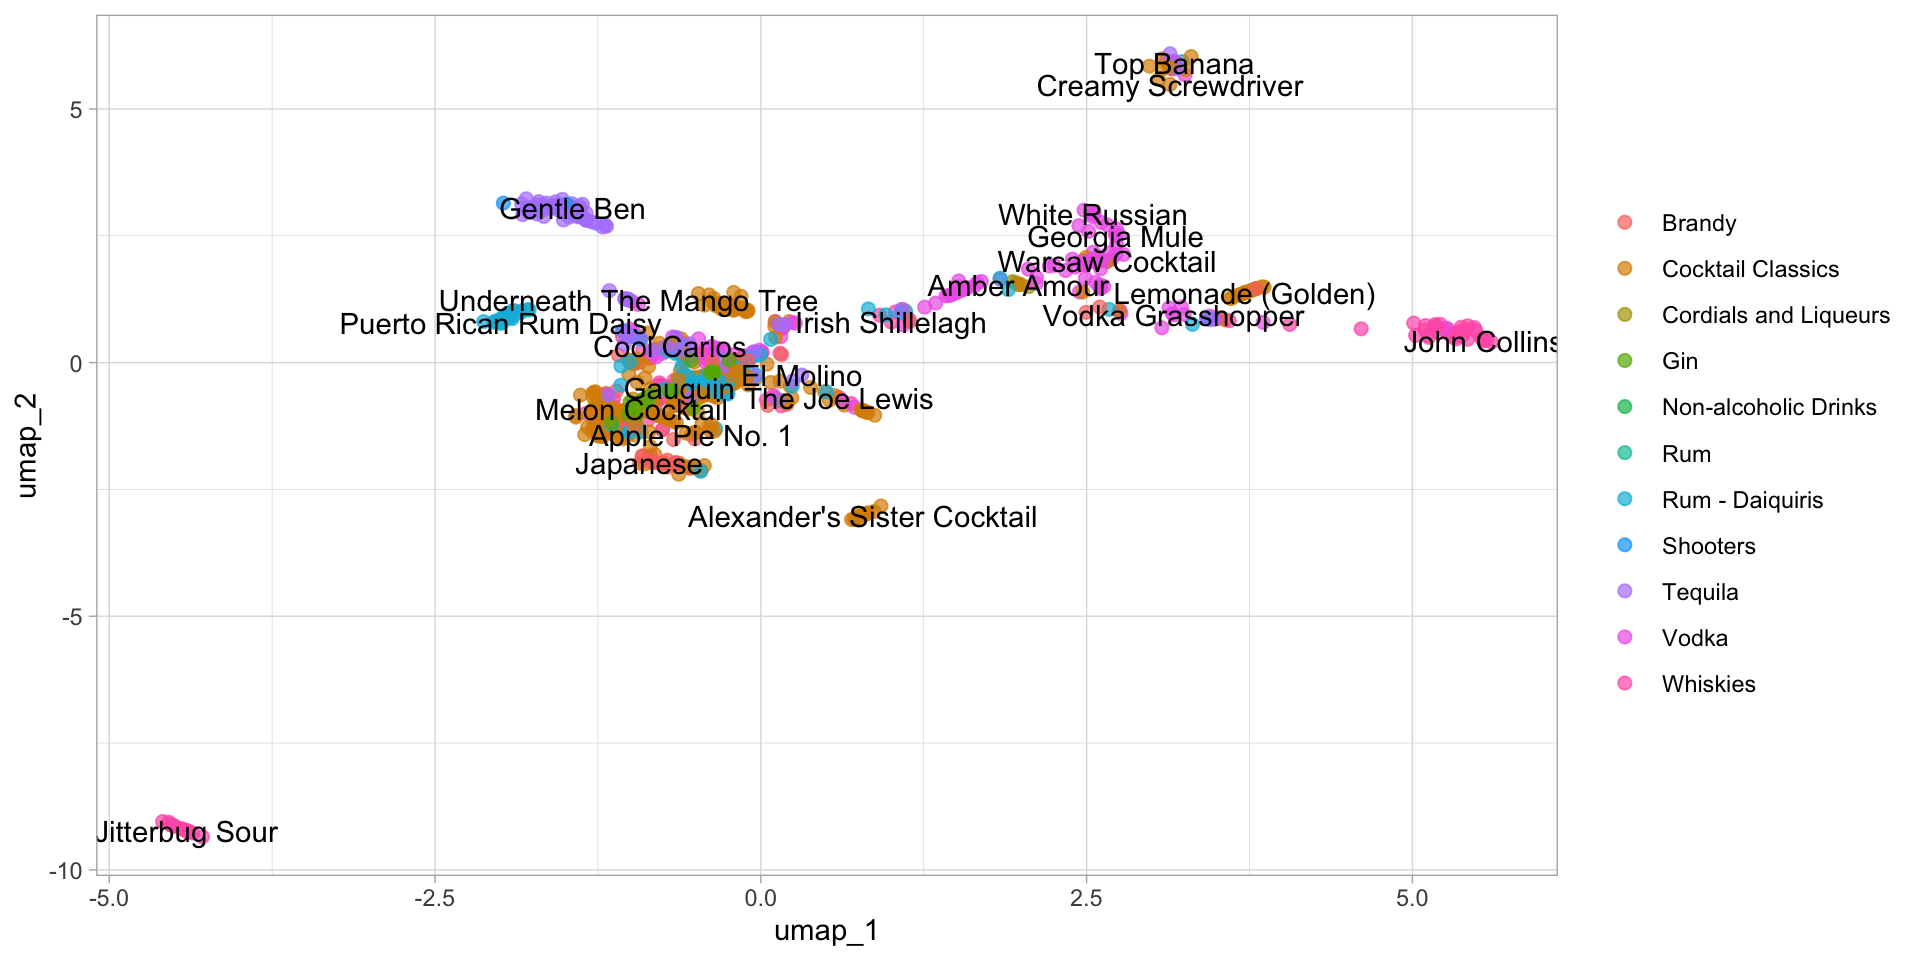 Top Banana
Creamy Screwdriver
5
Gentle Ben
White Russian
Georgia Mule
Warsaw Cocktail
Amber Amour
Lemonade (Golden)
Underneath The Mango Tree
Vodka Grasshopper
Puerto Rican Rum Daisy
Irish Shillelagh
John Collins
Cool Carlos
0
El Molino
Gauguin
The Joe Lewis
Melon Cocktail
Apple Pie No. 1
Japanese
Alexander's Sister Cocktail
-5
Jitterbug Sour
-10
-5.0
-2.5
0.0
2.5
5.0
umap_1
umap_2
Brandy
Cocktail Classics
Cordials and Liqueurs
Gin
Non-alcoholic Drinks
Rum
Rum - Daiquiris
Shooters
Tequila
Vodka
Whiskies